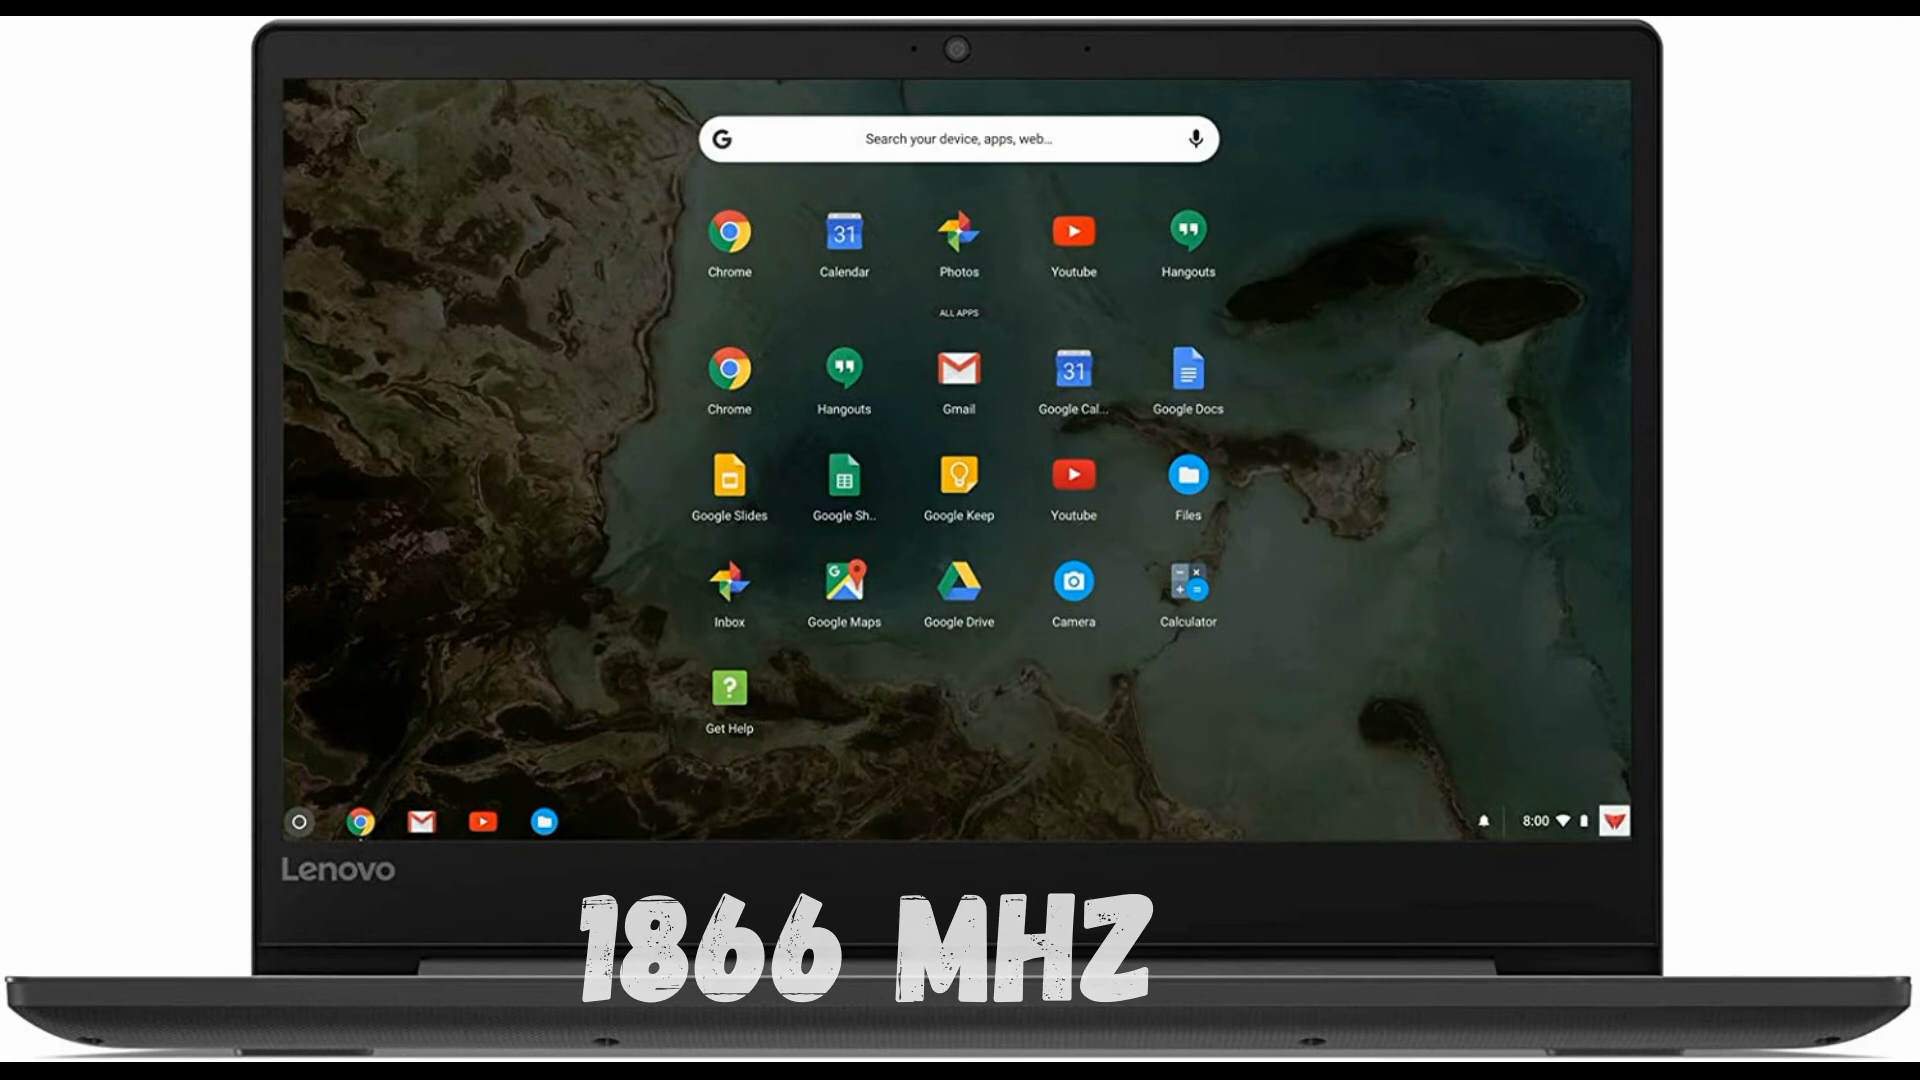 Search your device, apps, web...
Chrome Calendar Photos Youtube Hangouts
ALL APPS
Chrome Hangouts Gmail Google Cal... Google Docs
Google Slides Google Sh.. Google Keep Youtube Files
Inbox Google Maps Google Drive Camera Calculator
Get Help
8:00
Lenovo
1866 MHZ